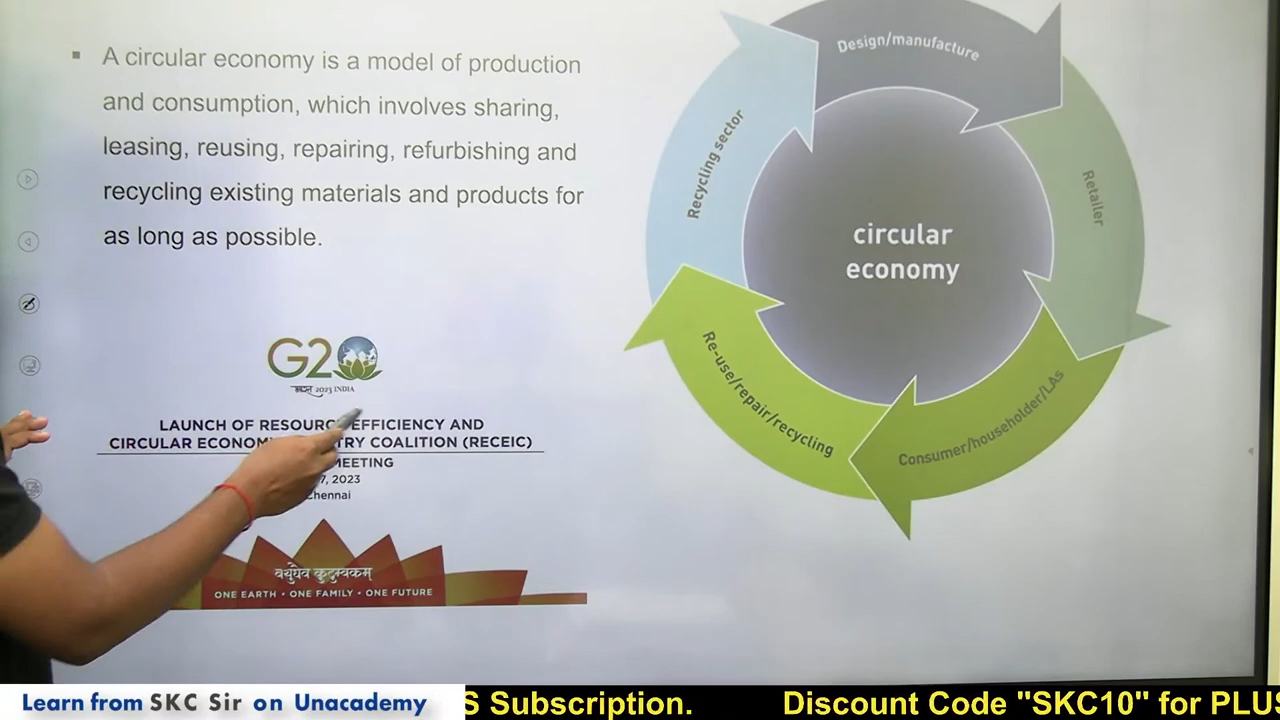 A circular economy is a model of production
and consumption, which involves sharing,
leasing, reusing, repairing, refurbishing and
recycling existing materials and products for
as long as possible.
G20
भारत 2023 INDIA
LAUNCH OF RESOURCE EFFICIENCY AND
CIRCULAR ECONOMY TRY COALITION (RECEIC)
MEETING
7, 2023
Chennai
वसुधैव कुटुम्बकम्
ONE EARTH • ONE FAMILY • ONE FUTURE
Design/manufacture
Retailer
Consumer/householder/LAs
Re-use/repair/recycling
Recycling sector
circular
economy
Learn from SKC Sir on Unacademy
S Subscription. Discount Code "SKC10" for PLUS